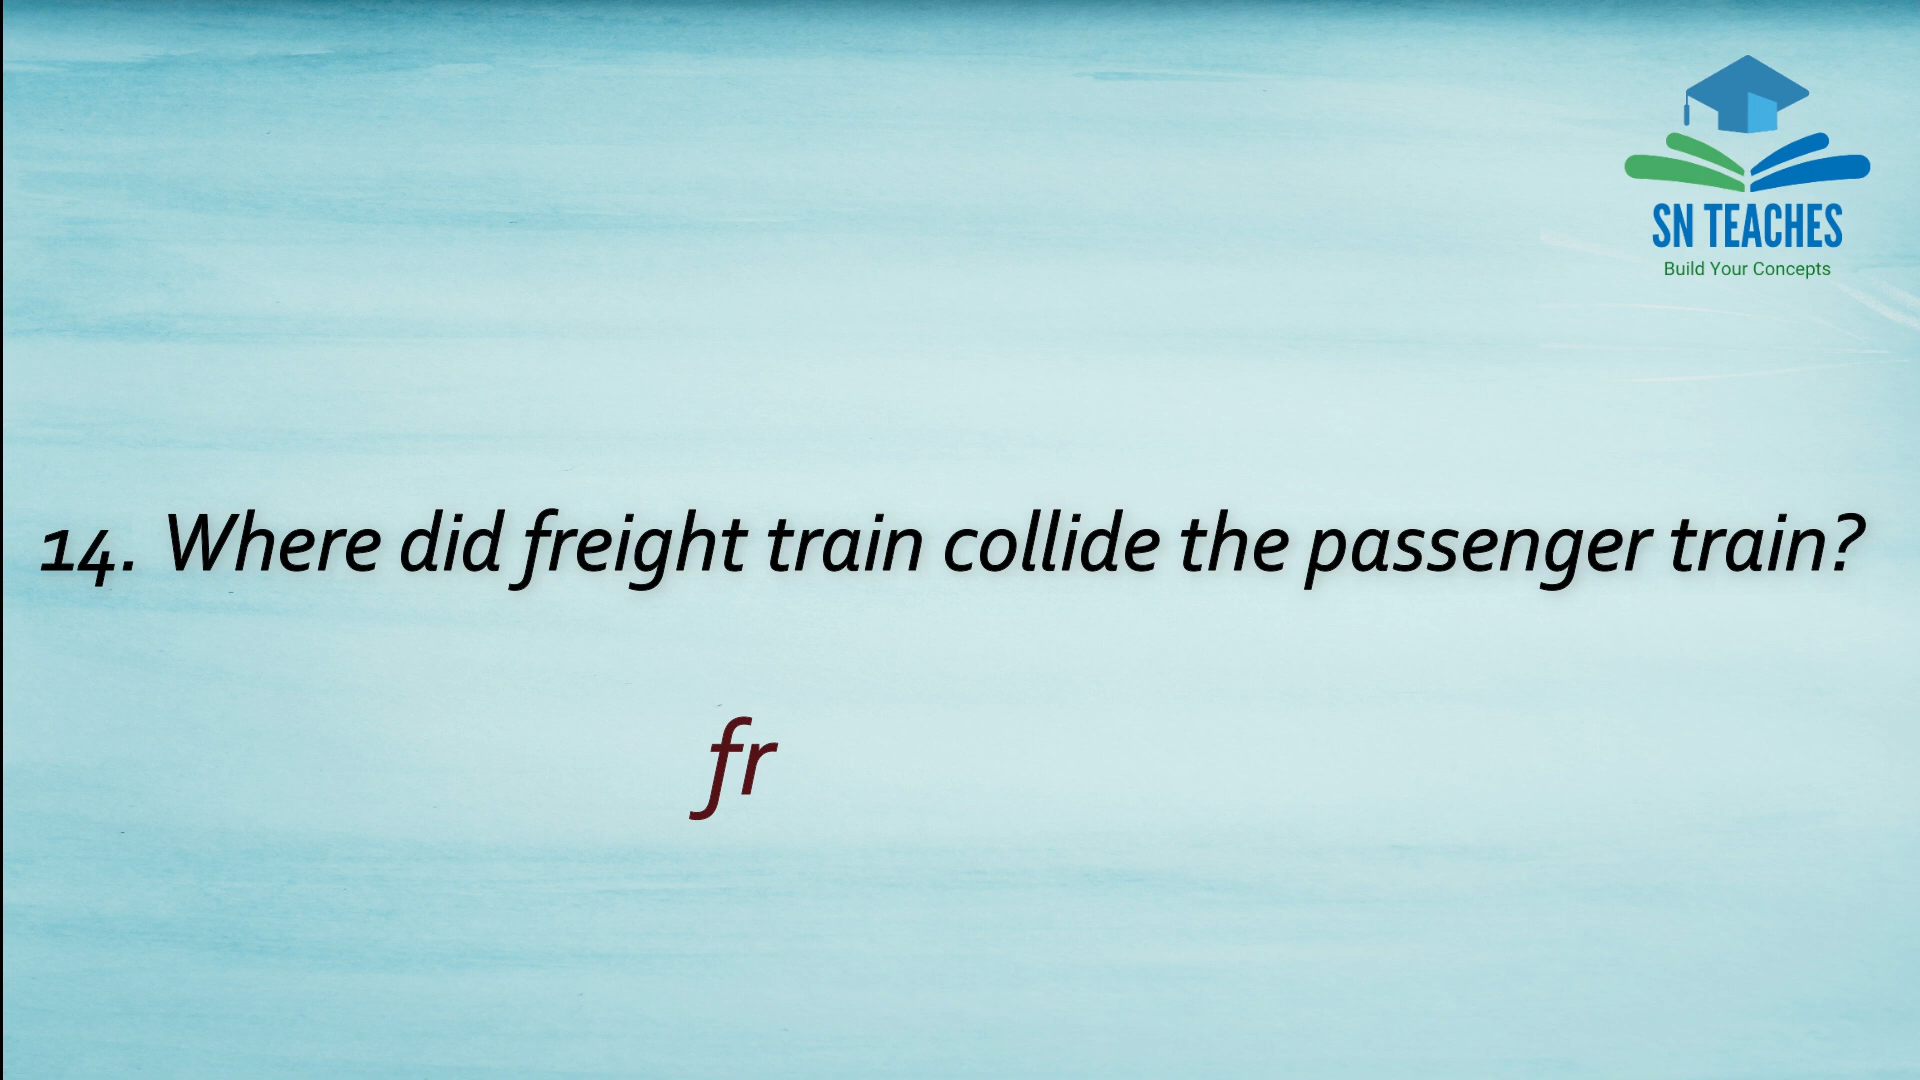 SN TEACHES
Build Your Concepts
14. Where did freight train collide the passenger train?
fr